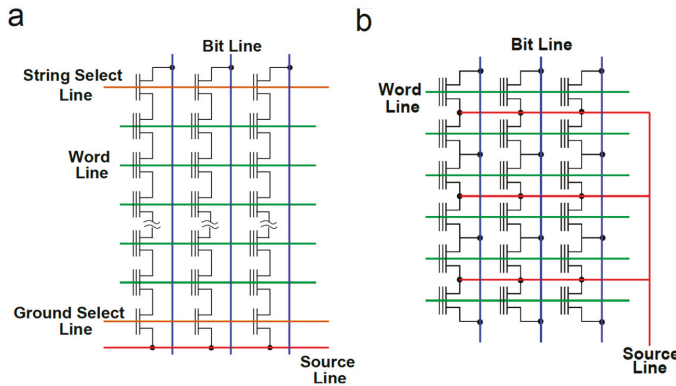 a
Bit Line
String Select
Line
Word
Line
Ground Select
Line
Source
Line
b
Bit Line
Word
Line
Source
Line